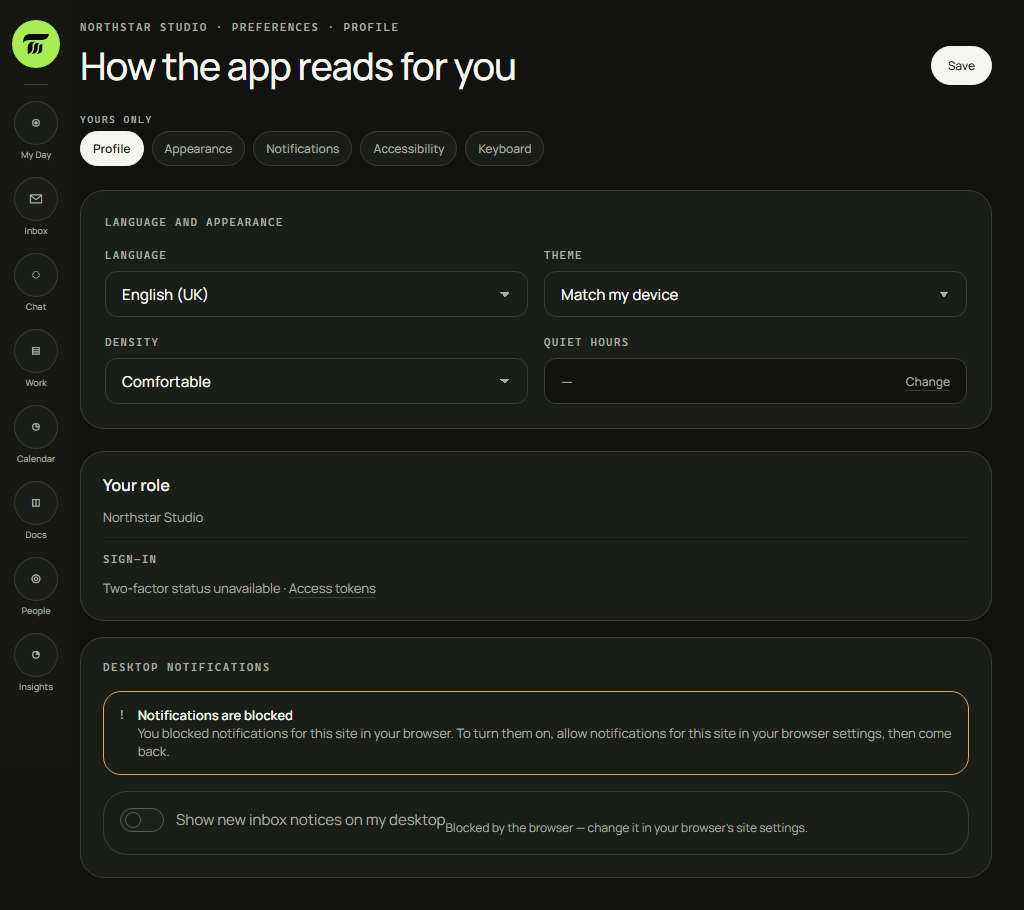 NORTHSTAR STUDIO · PREFERENCES · PROFILE
How the app reads for you
Save
YOURS ONLY
Profile
Appearance
Notifications
Accessibility
Keyboard
My Day
Inbox
Chat
Work
Calendar
Docs
People
Insights
LANGUAGE AND APPEARANCE
LANGUAGE
THEME
English (UK)
Match my device
DENSITY
QUIET HOURS
Comfortable
—
Change
Your role
Northstar Studio
SIGN-IN
Two-factor status unavailable · Access tokens
DESKTOP NOTIFICATIONS
! Notifications are blocked
You blocked notifications for this site in your browser. To turn them on, allow notifications for this site in your browser settings, then come
back.
Show new inbox notices on my desktop
Blocked by the browser — change it in your browser's site settings.